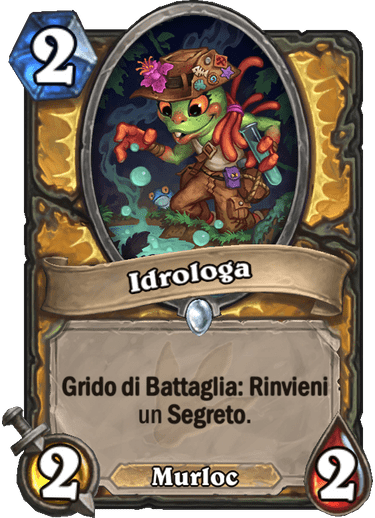 2
Idrologa
Grido di Battaglia: Rinvieni
un Segreto.
2
Murloc
2